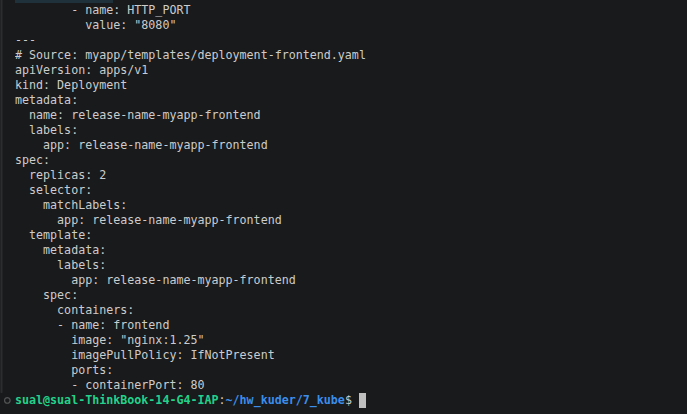 - name: HTTP_PORT
          value: "8080"
---
# Source: myapp/templates/deployment-frontend.yaml
apiVersion: apps/v1
kind: Deployment
metadata:
  name: release-name-myapp-frontend
  labels:
    app: release-name-myapp-frontend
spec:
  replicas: 2
  selector:
    matchLabels:
      app: release-name-myapp-frontend
  template:
    metadata:
      labels:
        app: release-name-myapp-frontend
    spec:
      containers:
      - name: frontend
        image: "nginx:1.25"
        imagePullPolicy: IfNotPresent
        ports:
        - containerPort: 80
sual@sual-ThinkBook-14-G4-IAP:~/hw_kuder/7_kube$